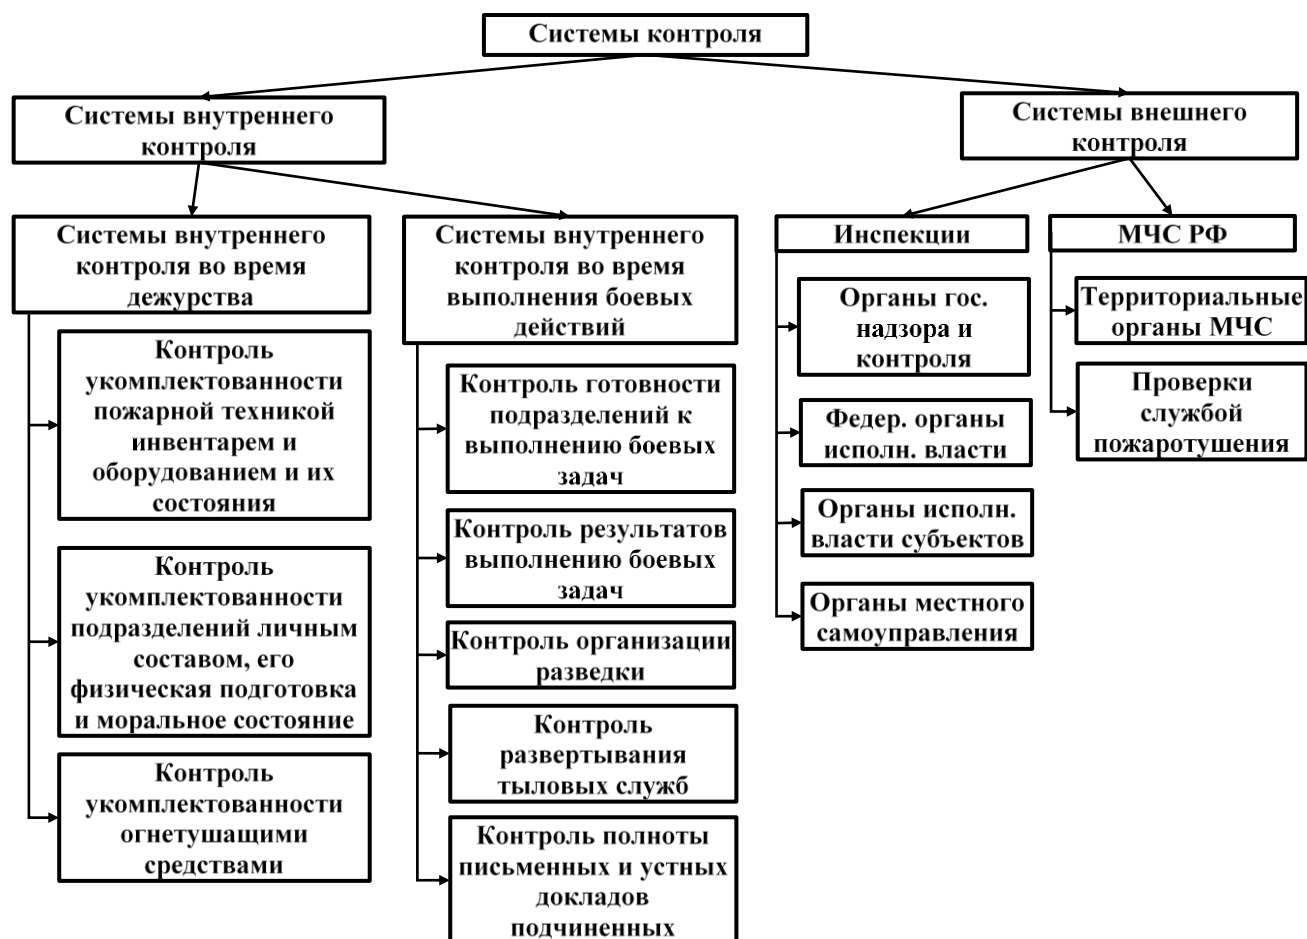 Системы контроля
Системы внутреннего
контроля
Системы внешнего
контроля
Системы внутреннего
контроля во время
дежурства
Контроль
укомплектованности
пожарной техникой
инвентарем и
оборудованием и их
состояния
Контроль
укомплектованности
подразделений личным
составом, его
физическая подготовка
и моральное состояние
Контроль
укомплектованности
огнетушащими
средствами
Системы внутреннего
контроля во время
выполнения боевых
действий
Контроль готовности
подразделений к
выполнению боевых
задач
Контроль результатов
выполнению боевых
задач
Контроль организации
разведки
Контроль
развертывания
тыловых служб
Контроль полноты
письменных и устных
докладов
подчиненных
Инспекции
Органы гос.
надзора и
контроля
Федер. органы
исполн. власти
Органы исполн.
власти субъектов
Органы местного
самоуправления
МЧС РФ
Территориальные
органы МЧС
Проверки
службой
пожаротушения